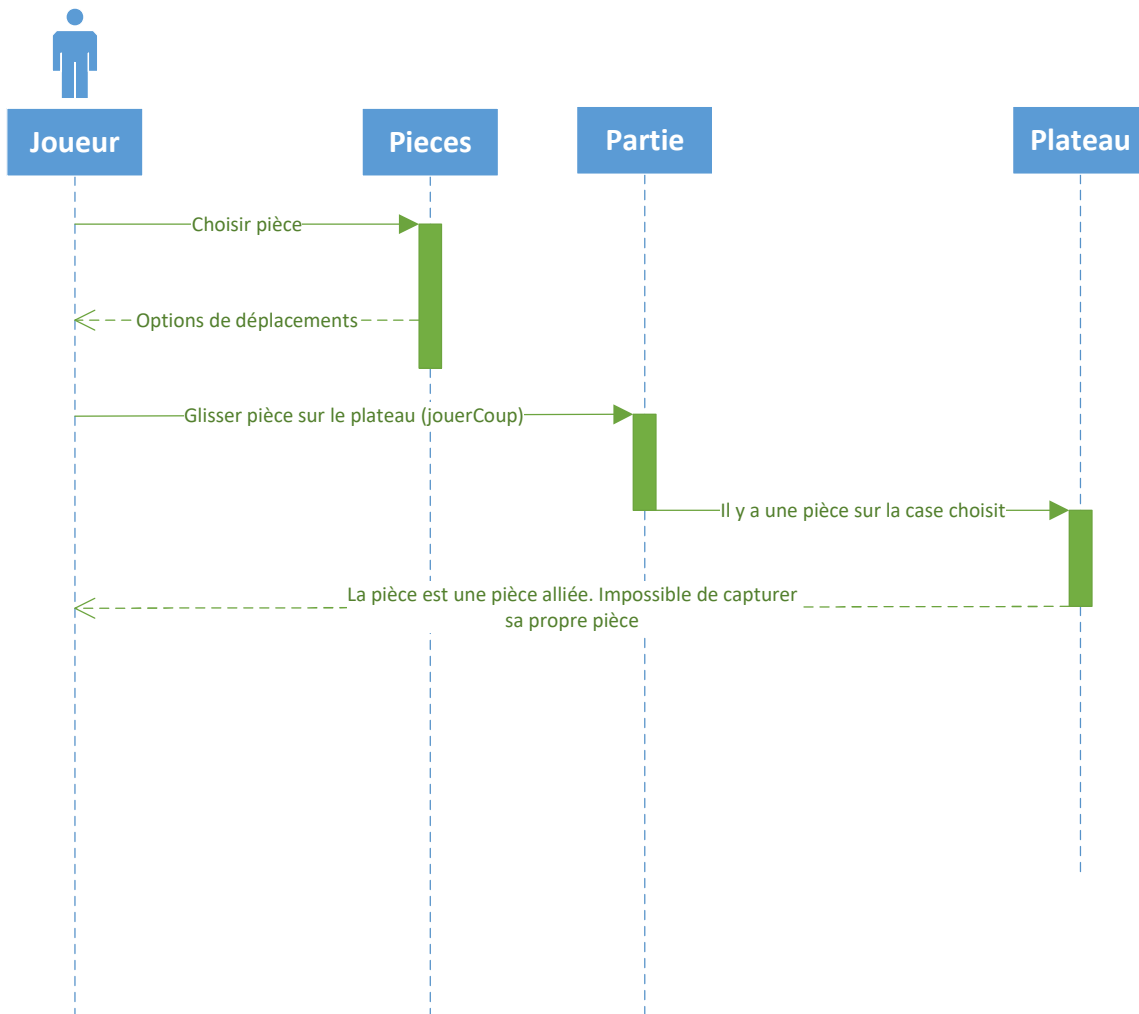 Joueur
Pieces
Partie
Plateau
Choisir pièce
Options de déplacements
Glisser pièce sur le plateau (jouerCoup)
Il y a une pièce sur la case choisit
La pièce est une pièce alliée. Impossible de capturer
sa propre pièce